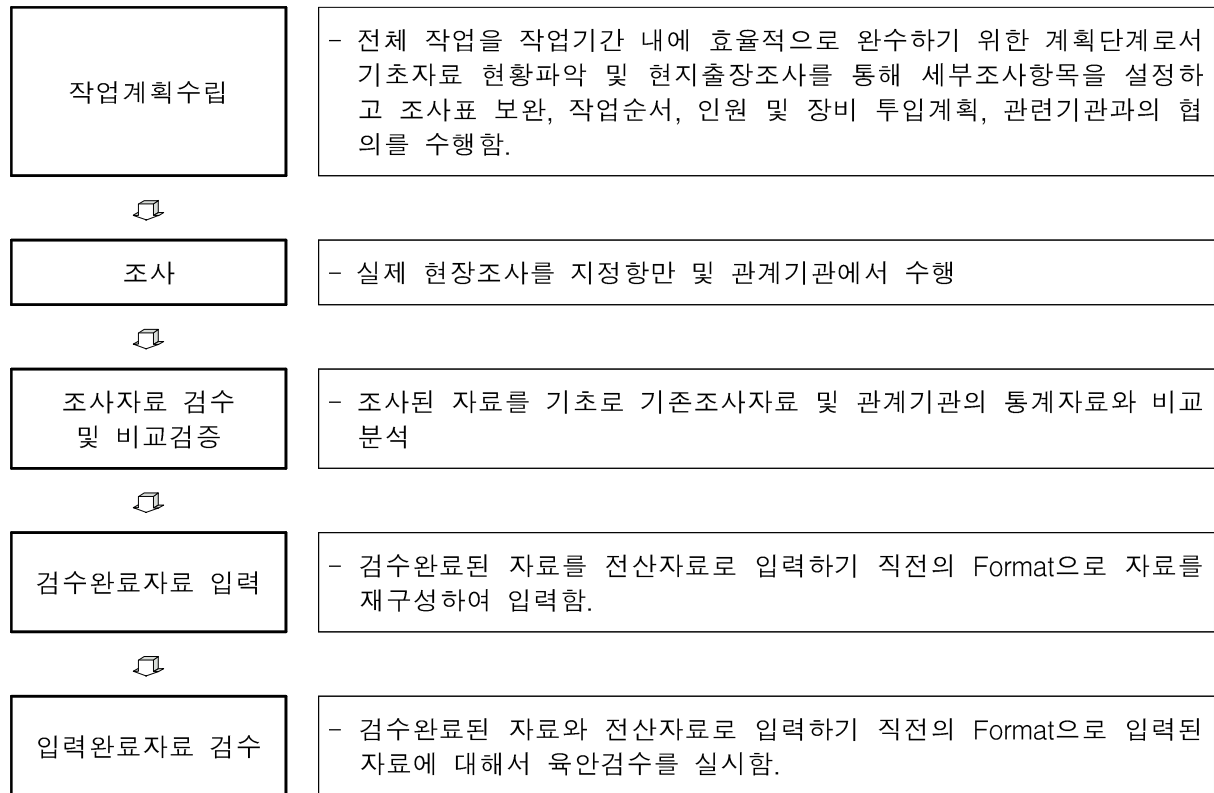 작업계획수립
- 전체 작업을 작업기간 내에 효율적으로 완수하기 위한 계획단계로서
기초자료 현황파악 및 현지출장조사를 통해 세부조사항목을 설정하
고 조사표 보완, 작업순서, 인원 및 장비 투입계획, 관련기관과의 협
의를 수행함.
조사
- 실제 현장조사를 지정항만 및 관계기관에서 수행
조사자료 검수
및 비교검증
- 조사된 자료를 기초로 기존조사자료 및 관계기관의 통계자료와 비교
분석
검수완료자료 입력
- 검수완료된 자료를 전산자료로 입력하기 직전의 Format으로 자료를
재구성하여 입력함.
입력완료자료 검수
- 검수완료된 자료와 전산자료로 입력하기 직전의 Format으로 입력된
자료에 대해서 육안검수를 실시함.